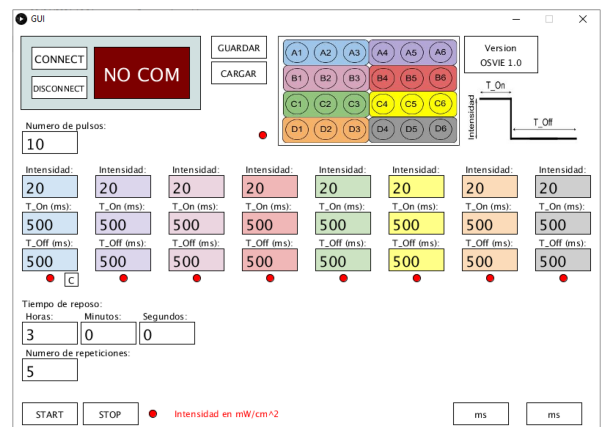 GUI
CONNECT
DISCONNECT
NO COM
GUARDAR
CARGAR
A1 A2 A3 A4 A5 A6
B1 B2 B3 B4 B5 B6
C1 C2 C3 C4 C5 C6
D1 D2 D3 D4 D5 D6
Version
OSVIE 1.0
T_On
Intensidad
T_Off
Numero de pulsos:
10
Intensidad: Intensidad: Intensidad: Intensidad: Intensidad: Intensidad: Intensidad: Intensidad:
20 20 20 20 20 20 20 20
T_On (ms): T_On (ms): T_On (ms): T_On (ms): T_On (ms): T_On (ms): T_On (ms): T_On (ms):
500 500 500 500 500 500 500 500
T_Off (ms): T_Off (ms): T_Off (ms): T_Off (ms): T_Off (ms): T_Off (ms): T_Off (ms): T_Off (ms):
500 500 500 500 500 500 500 500
C
Tiempo de reposo:
Horas: Minutos: Segundos:
3 0 0
Numero de repeticiones:
5
START STOP Intensidad en mW/cm^2 ms ms